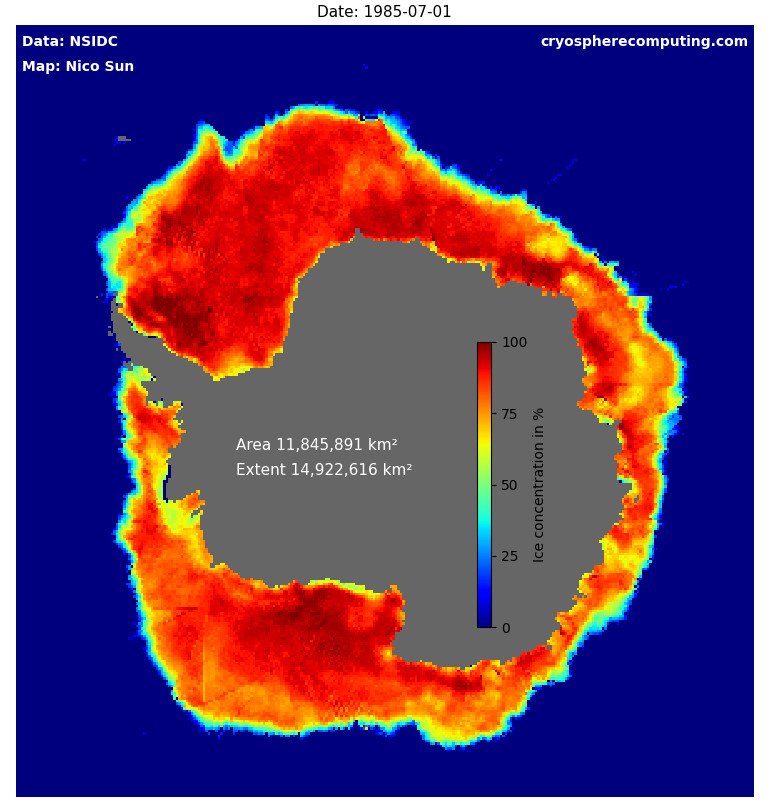 Date: 1985-07-01
Data: NSIDC
cryospherecomputing.com
Map: Nico Sun
100
75
50
25
0
Ice concentration in %
Area 11,845,891 km²
Extent 14,922,616 km²